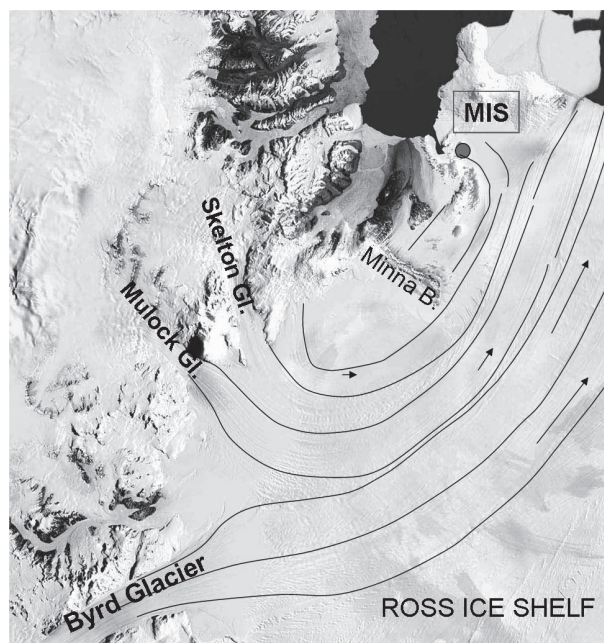 MIS
Skelton Gl.
Minna B.
Mulock Gl.
Byrd Glacier
ROSS ICE SHELF